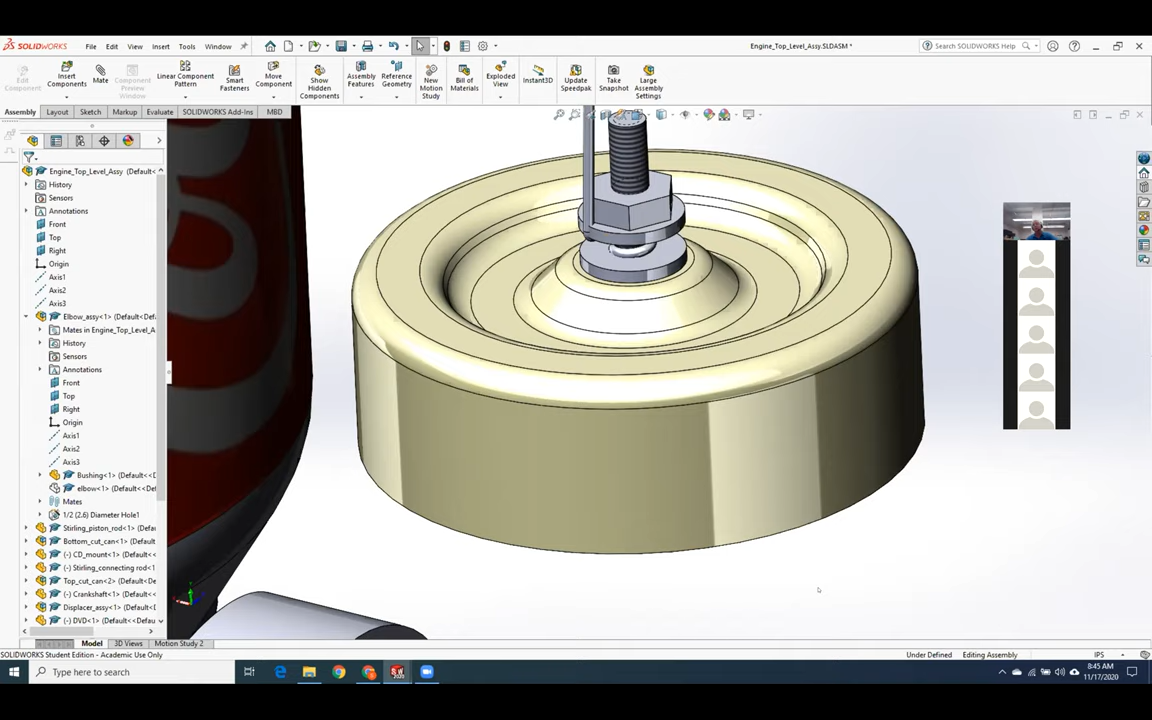 SOLIDWORKS File Edit View Insert Tools Window Engine_Top_Level_Assy.SLDASM * Search SOLIDWORKS Help
Edit Component Insert Components Mate Component Preview Window Linear Component Pattern Smart Fasteners Move Component Show Hidden Components Assembly Features Reference Geometry New Motion Study Bill of Materials Exploded View Instant3D Update Speedpak Take Snapshot Large Assembly Settings
Assembly Layout Sketch Markup Evaluate SOLIDWORKS Add-Ins MBD
Engine_Top_Level_Assy (Default<
History
Sensors
Annotations
Front
Top
Right
Origin
Axis1
Axis2
Axis3
Elbow_assy<1> (Default<Def
Mates in Engine_Top_Level_A
History
Sensors
Annotations
Front
Top
Right
Origin
Axis1
Axis2
Axis3
Bushing<1> (Default<<D
elbow<1> (Default<<Def
Mates
1/2 (2.6) Diameter Hole1
Stirling_piston_rod<1> (Defa
Bottom_cut_can<1> (Default
(-) CD_mount<1> (Default<<
(-) Stirling_connecting rod<1
Top_cut_can<2> (Default<De
(-) Crankshaft<1> (Default<<
Displacer_assy<1> (Default<
(-) DVD<1> (Default<<Defau
Model 3D Views Motion Study 2
SOLIDWORKS Student Edition - Academic Use Only Under Defined Editing Assembly IPS
Type here to search 8:45 AM
11/17/2020